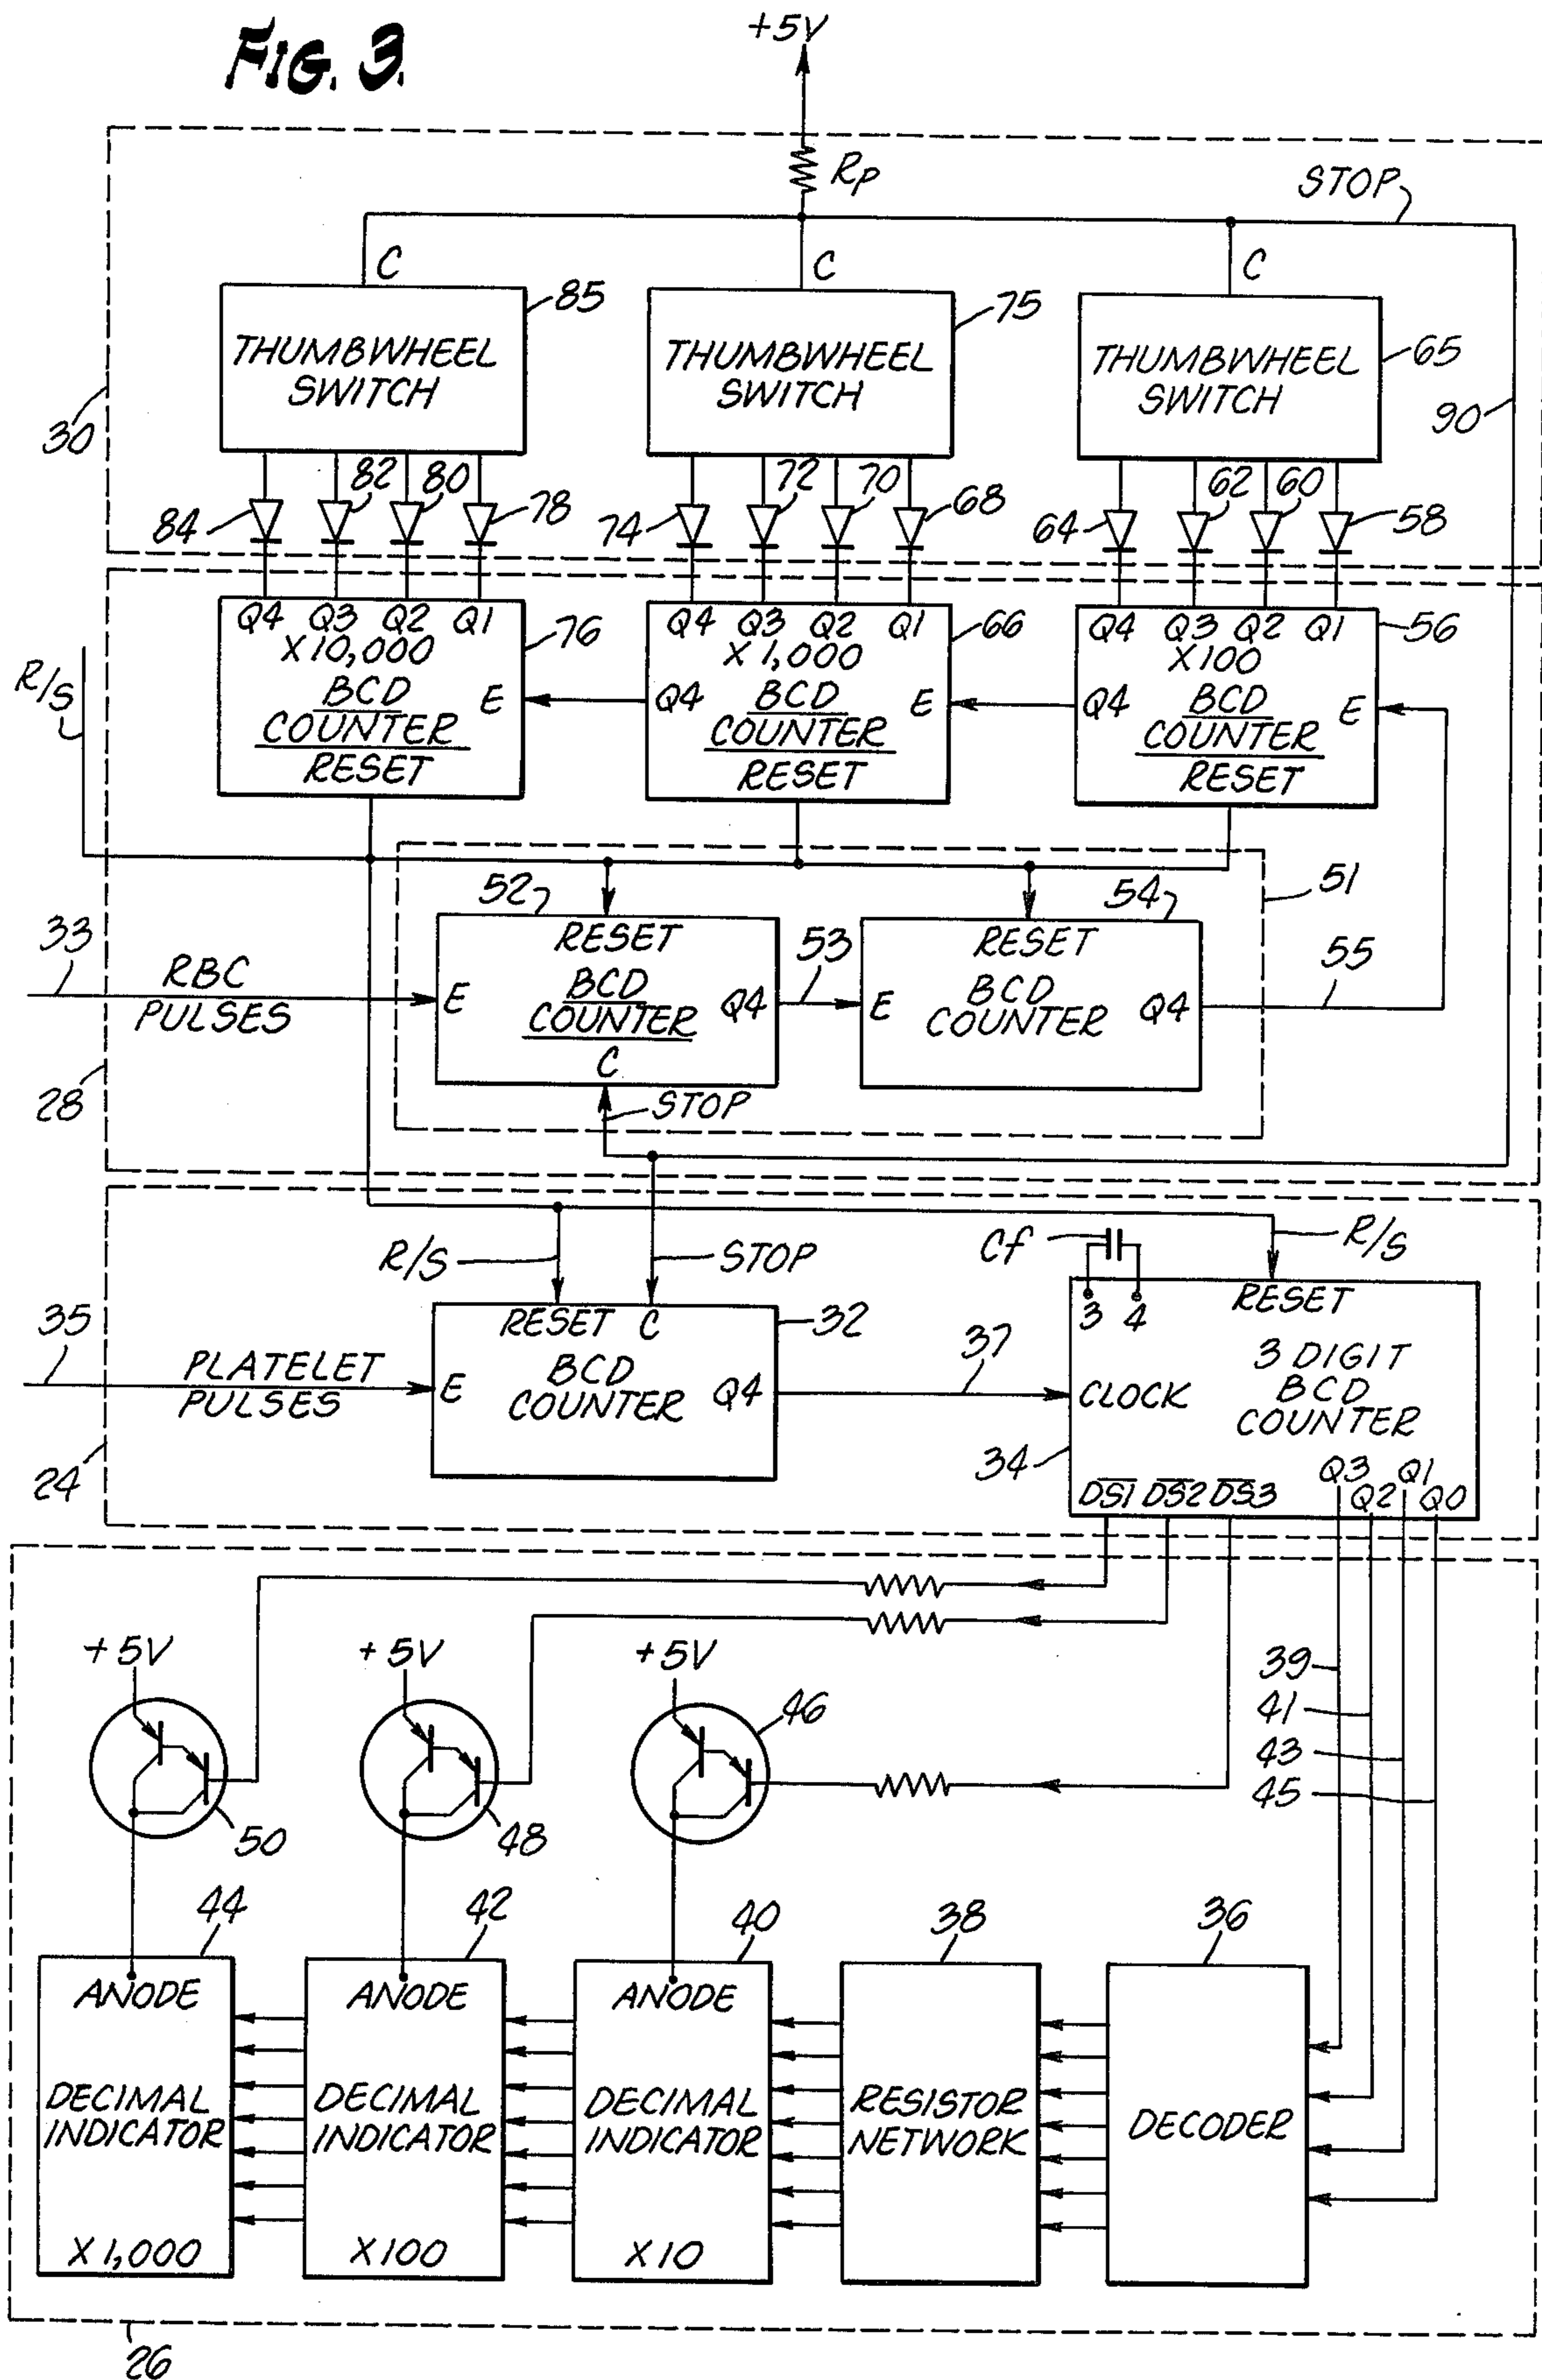 FIG. 3.
+5V
RP
STOP
C
C
C
85
75
65
THUMBWHEEL
SWITCH
THUMBWHEEL
SWITCH
THUMBWHEEL
SWITCH
30
90
84
82
80
78
74
72
70
68
64
62
60
58
Q4 Q3 Q2 Q1
X10,000
BCD
COUNTER
RESET
E
76
Q4 Q3 Q2 Q1
X1,000
Q4
BCD
COUNTER
RESET
E
66
Q4 Q3 Q2 Q1
X100
Q4
BCD
COUNTER
RESET
E
56
R/S
51
52
54
33
RBC
PULSES
RESET
E
BCD
COUNTER
Q4
C
53
RESET
E
BCD
COUNTER
Q4
55
28
STOP
R/S
STOP
Cf
R/S
35
PLATELET
PULSES
RESET C
E
BCD
COUNTER
Q4
32
37
3 4
RESET
3 DIGIT
BCD
COUNTER
CLOCK
34
D̅S̅1̅ D̅S̅2̅ D̅S̅3̅
Q3 Q2 Q1 Q0
24
+5V
+5V
+5V
50
48
46
39
41
43
45
44
42
40
38
36
ANODE
DECIMAL
INDICATOR
X1,000
ANODE
DECIMAL
INDICATOR
X100
ANODE
DECIMAL
INDICATOR
X10
RESISTOR
NETWORK
DECODER
26